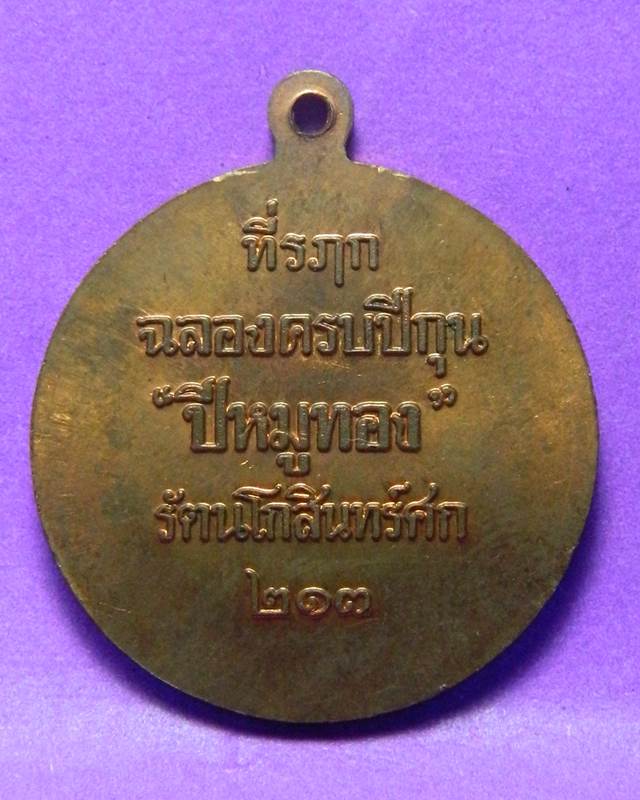 ที่รฦก
ฉลองครบปีกุน
“ปีหมูทอง”
รัตนโกสินทร์ศก
๒๑๓